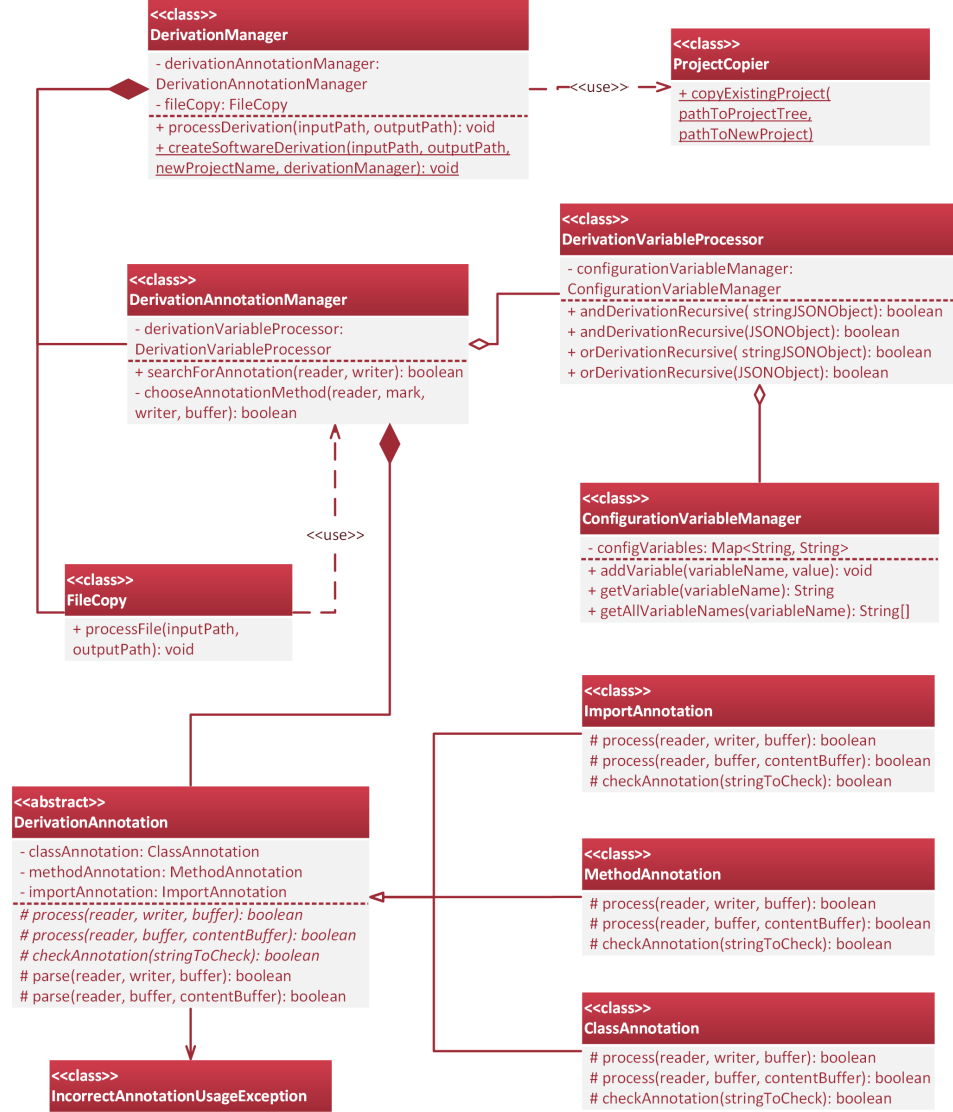 <<class>>
DerivationManager
- derivationAnnotationManager:
DerivationAnnotationManager
- fileCopy: FileCopy
+ processDerivation(inputPath, outputPath): void
+ createSoftwareDerivation(inputPath, outputPath,
newProjectName, derivationManager): void
<<use>>
<<class>>
ProjectCopier
+ copyExistingProject(
pathToProjectTree,
pathToNewProject)
<<class>>
DerivationVariableProcessor
- configurationVariableManager:
ConfigurationVariableManager
+ andDerivationRecursive( stringJSONObject): boolean
+ andDerivationRecursive(JSONObject): boolean
+ orDerivationRecursive( stringJSONObject): boolean
+ orDerivationRecursive(JSONObject): boolean
<<class>>
DerivationAnnotationManager
- derivationVariableProcessor:
DerivationVariableProcessor
+ searchForAnnotation(reader, writer): boolean
- chooseAnnotationMethod(reader, mark,
writer, buffer): boolean
<<class>>
ConfigurationVariableManager
- configVariables: Map<String, String>
+ addVariable(variableName, value): void
+ getVariable(variableName): String
+ getAllVariableNames(variableName): String[]
<<use>>
<<class>>
FileCopy
+ processFile(inputPath,
outputPath): void
<<class>>
ImportAnnotation
# process(reader, writer, buffer): boolean
# process(reader, buffer, contentBuffer): boolean
# checkAnnotation(stringToCheck): boolean
<<abstract>>
DerivationAnnotation
- classAnnotation: ClassAnnotation
- methodAnnotation: MethodAnnotation
- importAnnotation: ImportAnnotation
# process(reader, writer, buffer): boolean
# process(reader, buffer, contentBuffer): boolean
# checkAnnotation(stringToCheck): boolean
# parse(reader, writer, buffer): boolean
# parse(reader, buffer, contentBuffer): boolean
<<class>>
MethodAnnotation
# process(reader, writer, buffer): boolean
# process(reader, buffer, contentBuffer): boolean
# checkAnnotation(stringToCheck): boolean
<<class>>
ClassAnnotation
# process(reader, writer, buffer): boolean
# process(reader, buffer, contentBuffer): boolean
# checkAnnotation(stringToCheck): boolean
<<class>>
IncorrectAnnotationUsageException